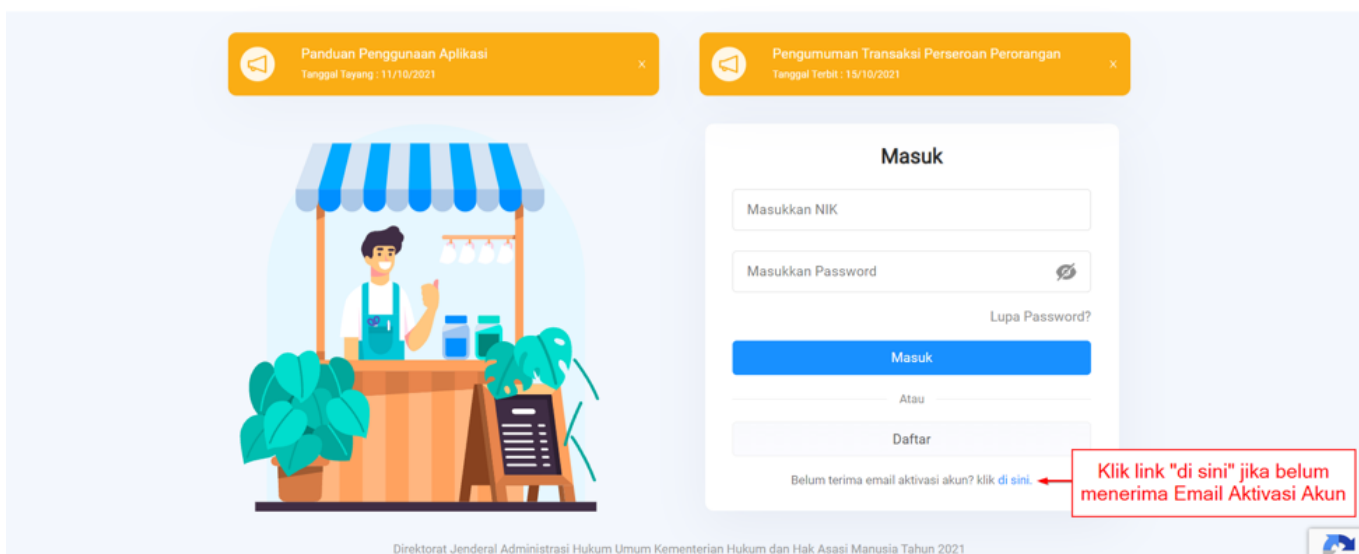 Panduan Penggunaan Aplikasi
Tanggal Tayang : 11/10/2021
x
Pengumuman Transaksi Perseroan Perorangan
Tanggal Terbit : 15/10/2021
x
Masuk
Masukkan NIK
Masukkan Password
Lupa Password?
Masuk
Atau
Daftar
Belum terima email aktivasi akun? klik di sini.
Klik link "di sini" jika belum
menerima Email Aktivasi Akun
Direktorat Jenderal Administrasi Hukum Umum Kementerian Hukum dan Hak Asasi Manusia Tahun 2021